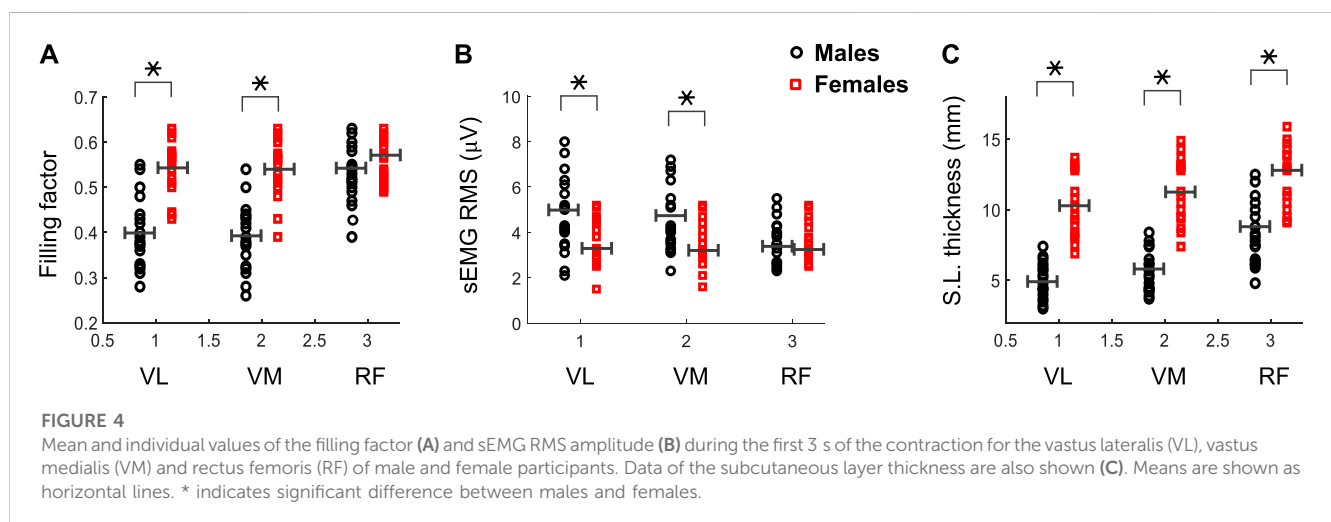 A
B
C
Males
Females
*
*
*
*
*
*
*
Filling factor
0.7
0.6
0.5
0.4
0.3
0.2
0.5
1
1.5
2
2.5
3
VL
VM
RF
sEMG RMS (μV)
10
8
6
4
2
0
1
2
3
VL
VM
RF
S.L. thickness (mm)
15
10
5
0.5
1
1.5
2
2.5
3
VL
VM
RF
FIGURE 4
Mean and individual values of the filling factor (A) and sEMG RMS amplitude (B) during the first 3 s of the contraction for the vastus lateralis (VL), vastus
medialis (VM) and rectus femoris (RF) of male and female participants. Data of the subcutaneous layer thickness are also shown (C). Means are shown as
horizontal lines. * indicates significant difference between males and females.